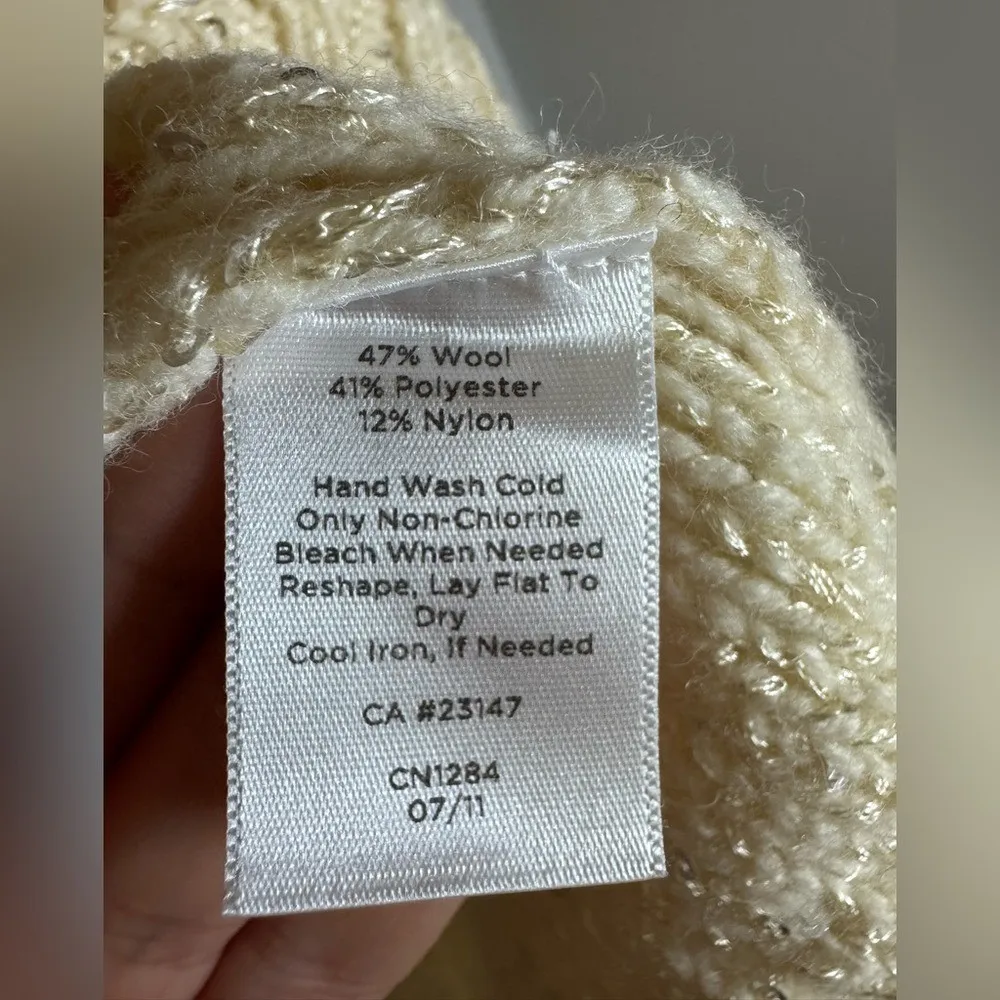 47% Wool
41% Polyester
12% Nylon
Hand Wash Cold
Only Non-Chlorine
Bleach When Needed
Reshape, Lay Flat To
Dry
Cool Iron, If Needed
CA #23147
CN1284
07/11